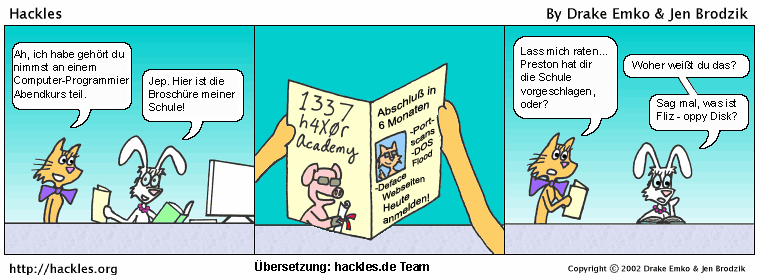 Hackles
By Drake Emko & Jen Brodzik
Ah, ich habe gehört du
nimmst an einem
Computer-Programmier
Abendkurs teil.
Jep. Hier ist die
Broschüre meiner
Schule!
1337
h4X0r
Academy
Abschluß in
6 Monaten
-Port-
scans
-DOS
Flood
-Deface
Webseiten
Heute
anmelden!
Lass mich raten...
Preston hat dir
die Schule
vorgeschlagen,
oder?
Woher weißt du das?
Sag mal, was ist
Fliz - oppy Disk?
http://hackles.org
Übersetzung: hackles.de Team
Copyright © 2002 Drake Emko & Jen Brodzik